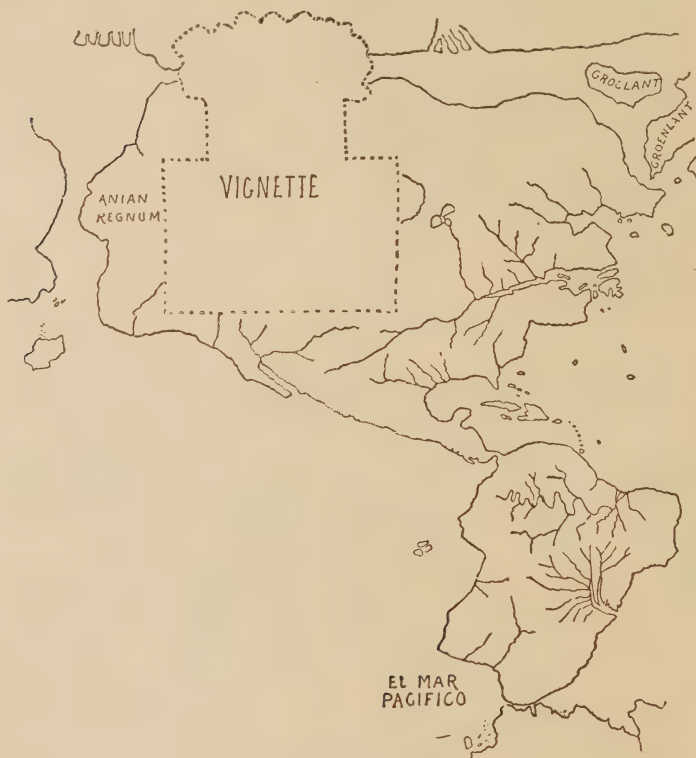 GROCLANT
GROENLANT
VIGNETTE
ANIAN
REGNUM
EL MAR
PACIFICO